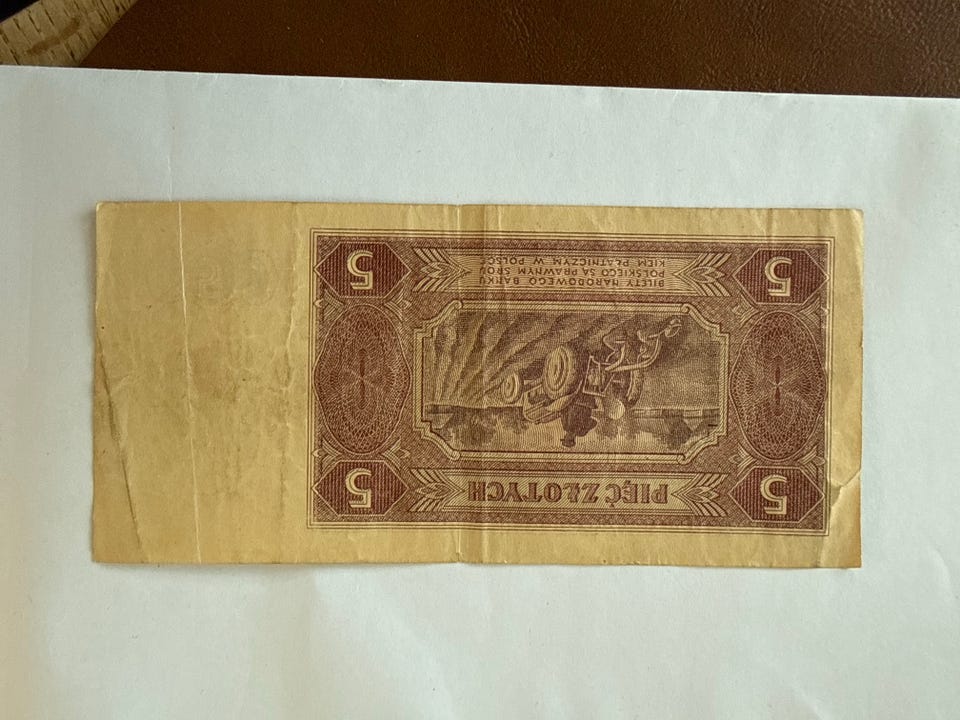 5 PIĘĆ ZŁOTYCH 5
5 BILETY NARODOWEGO BANKU 5
POLSKIEGO SĄ PRAWNYM ŚROD-
KIEM PŁATNICZYM W POLSCE